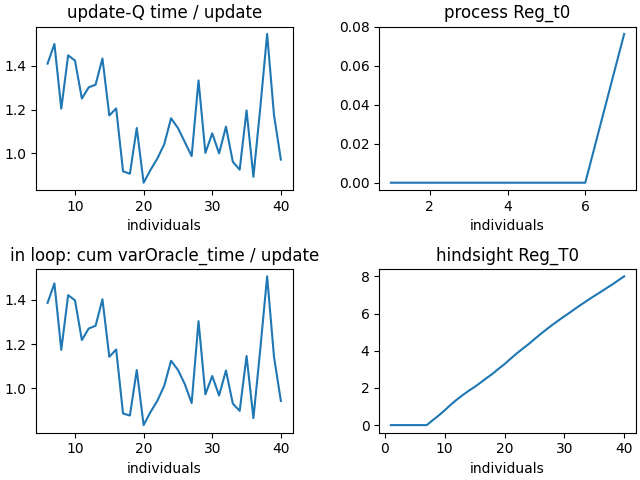 update-Q time / update
1.4
1.2
1.0
10 20 30 40
individuals
process Reg_t0
0.08
0.06
0.04
0.02
0.00
2 4 6
individuals
in loop: cum varOracle_time / update
1.4
1.2
1.0
10 20 30 40
individuals
hindsight Reg_T0
8
6
4
2
0
0 10 20 30 40
individuals